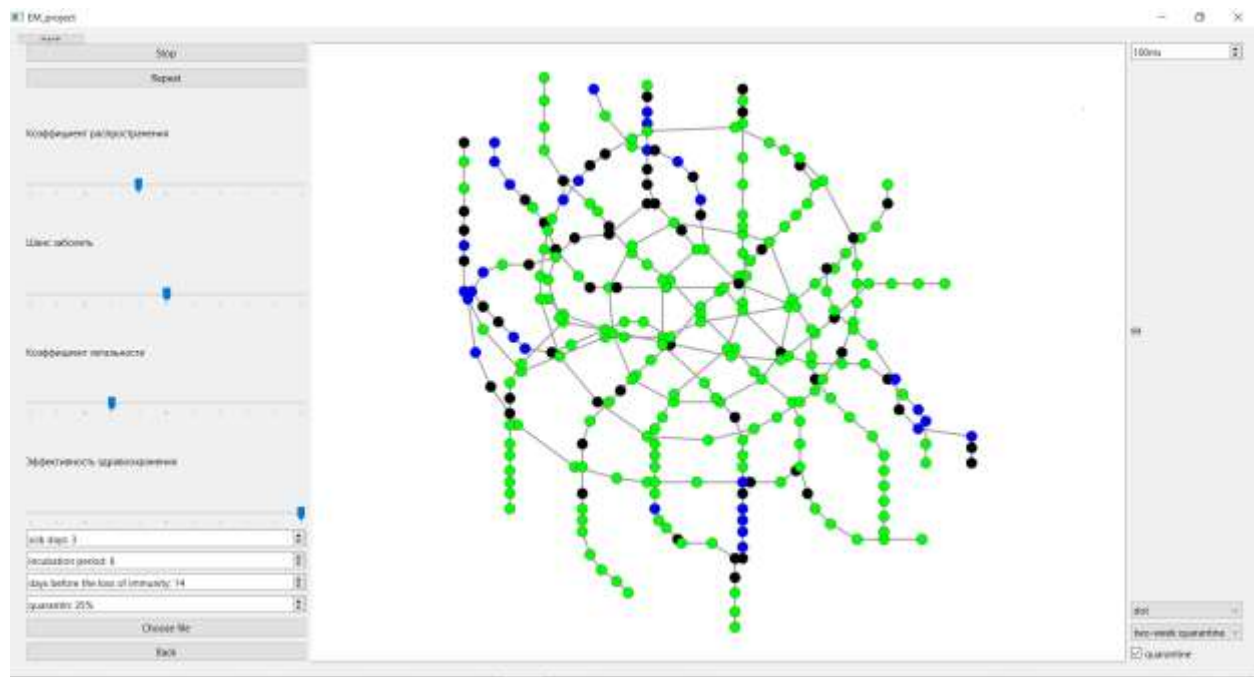 EM_project
Stop
Repeat
Коэффициент распространения
Шанс заболеть
Коэффициент летальности
Эффективность здравоохранения
sick days: 3
incubation period: 8
days before the loss of immunity: 14
quarantin: 25%
Choose file
Back
100ms
dot
two-week quarantine
quarantine